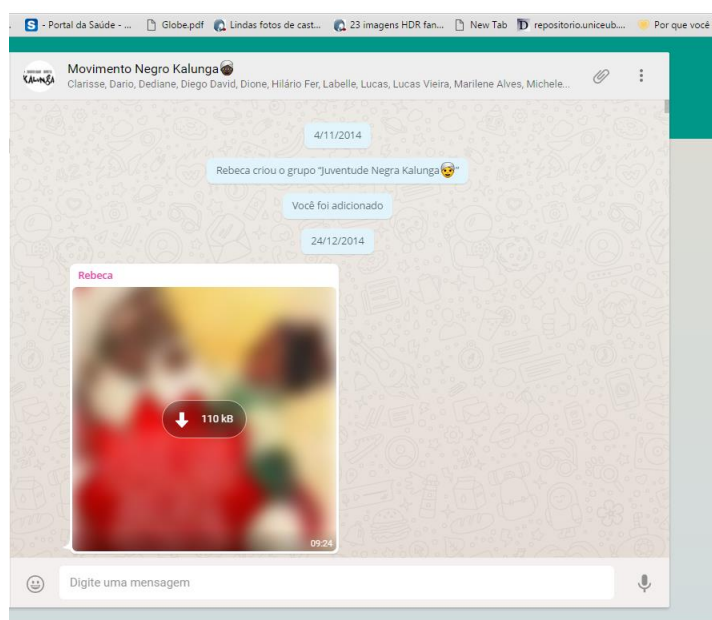 S - Portal da Saúde - ... Globe.pdf Lindas fotos de cast... 23 imagens HDR fan... New Tab repositorio.uniceub.... Por que você
Movimento Negro Kalunga
KALUNGA
Clarisse, Dario, Dediane, Diego David, Dione, Hilário Fer, Labelle, Lucas, Lucas Vieira, Marilene Alves, Michele...
4/11/2014
Rebeca criou o grupo "Juventude Negra Kalunga"
Você foi adicionado
24/12/2014
Rebeca
110 kB
09:24
Digite uma mensagem